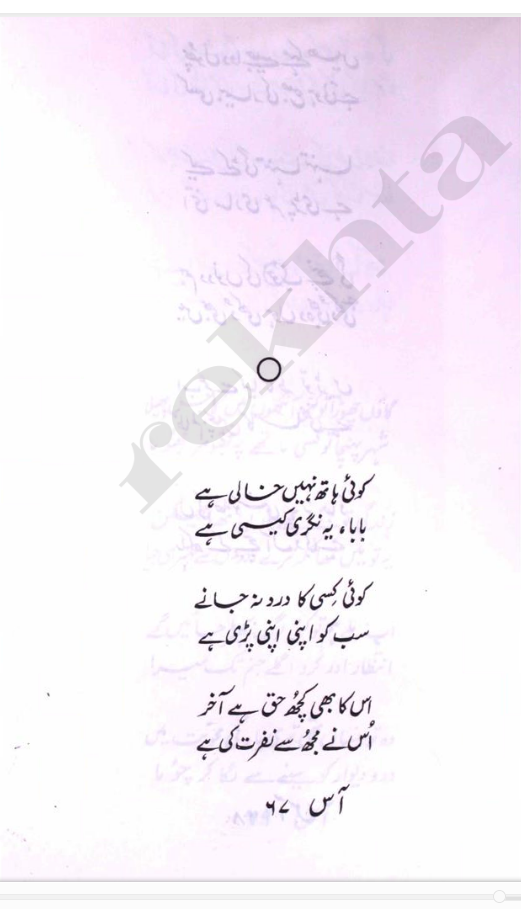 کوئی ہاتھ نہیں خالی ہے
بابا، یہ نگری کیسی ہے
کوئی کِسی کا درد نہ جانے
سب کو اپنی اپنی پڑی ہے
اس کا بھی کچھُ حق ہے آخر
اُس نے مجھُ سے نفرت کی ہے
آس ۶۷
rekhta